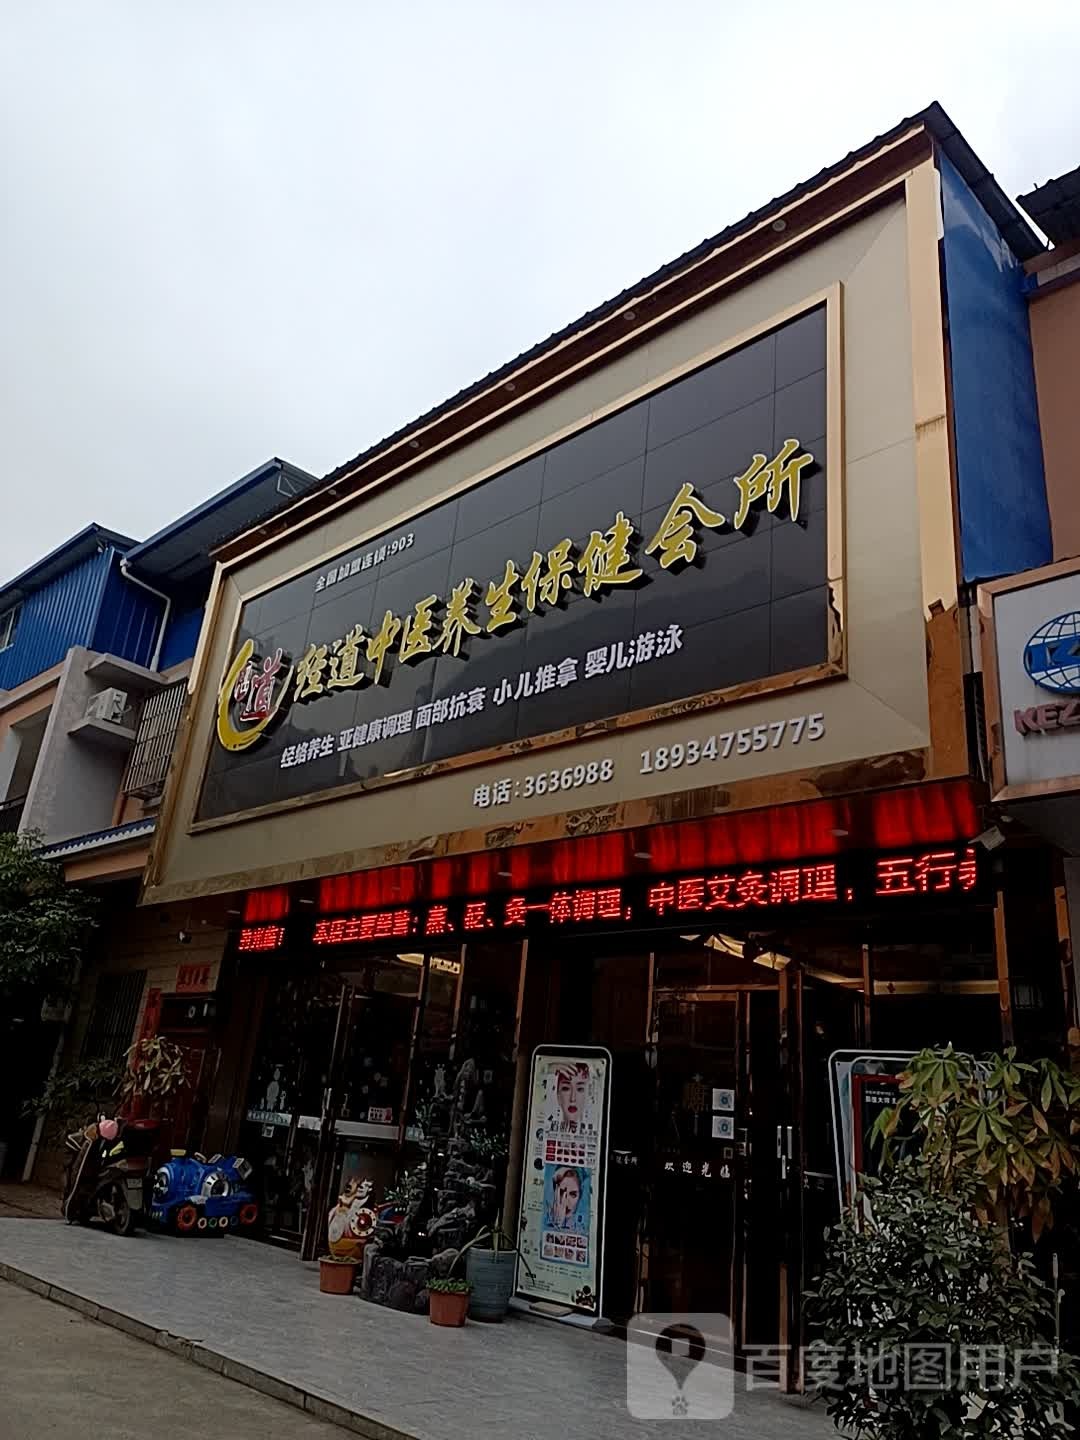 全国加盟连锁:903
道中医养生保健会所
经络养生 亚健康调理 面部抗衰 小儿推拿 婴儿游泳
电话:3636988 18934755775
本店主要经营:熏、砭、灸一体调理,中医艾灸调理,五行养
KEZ
欢迎光临
百度地图用户